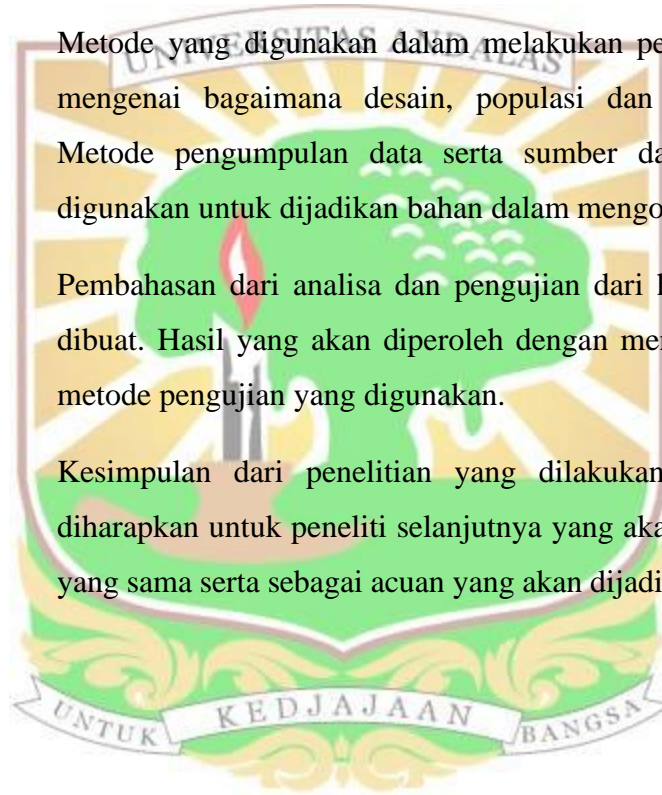 UNIVERSITAS ANDALAS
Metode yang digunakan dalam melakukan pe
mengenai bagaimana desain, populasi dan
Metode pengumpulan data serta sumber da
digunakan untuk dijadikan bahan dalam mengo
Pembahasan dari analisa dan pengujian dari
dibuat. Hasil yang akan diperoleh dengan me
metode pengujian yang digunakan.
Kesimpulan dari penelitian yang dilakukan
diharapkan untuk peneliti selanjutnya yang aka
yang sama serta sebagai acuan yang akan dijadi
UNTUK KEDJAJAAN BANGSA